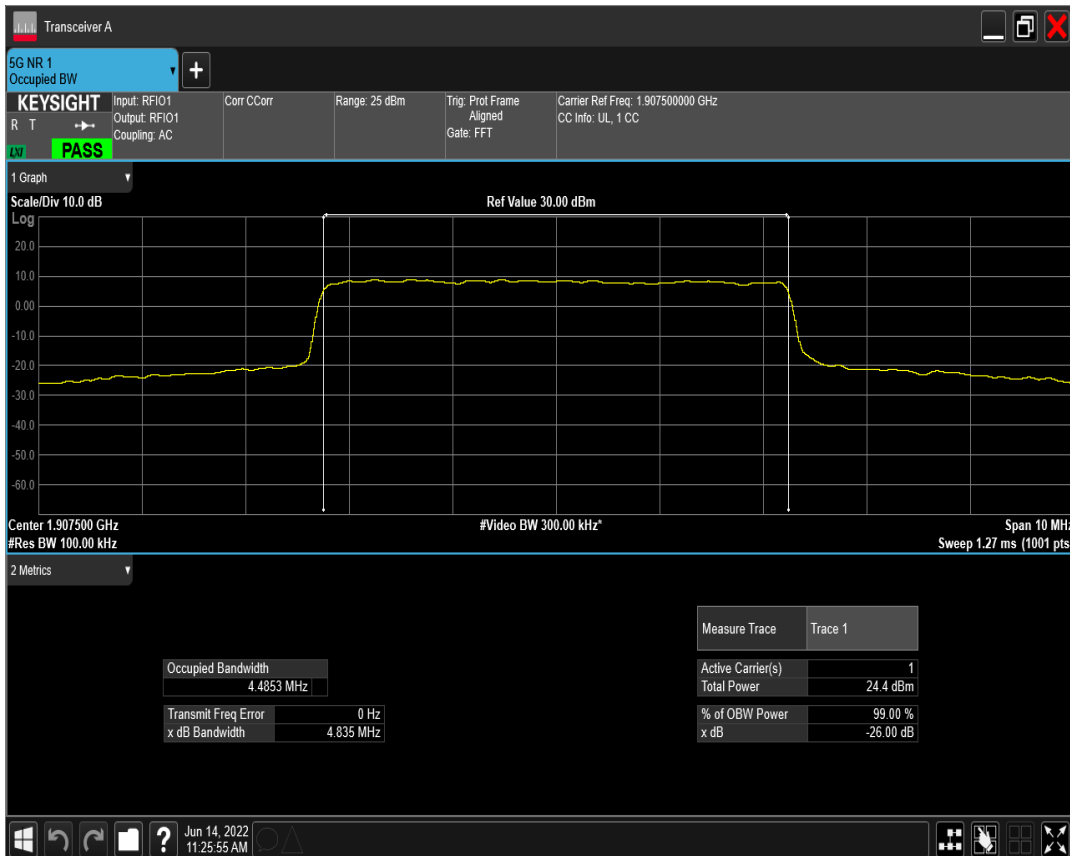 Transceiver A
5G NR 1
Occupied BW
+
KEYSIGHT
R T
LXI
PASS
Input: RFIO1
Output: RFIO1
Coupling: AC
Corr CCorr
Range: 25 dBm
Trig: Prot Frame
Aligned
Gate: FFT
Carrier Ref Freq: 1.907500000 GHz
CC Info: UL, 1 CC
1 Graph
Scale/Div 10.0 dB
Ref Value 30.00 dBm
Log
20.0
10.0
0.00
-10.0
-20.0
-30.0
-40.0
-50.0
-60.0
Center 1.907500 GHz
#Video BW 300.00 kHz*
Span 10 MHz
#Res BW 100.00 kHz
Sweep 1.27 ms (1001 pts
2 Metrics
Measure Trace Trace 1
Occupied Bandwidth
4.4853 MHz
Active Carrier(s) 1
Total Power 24.4 dBm
Transmit Freq Error 0 Hz
x dB Bandwidth 4.835 MHz
% of OBW Power 99.00 %
x dB -26.00 dB
?
Jun 14, 2022
11:25:55 AM